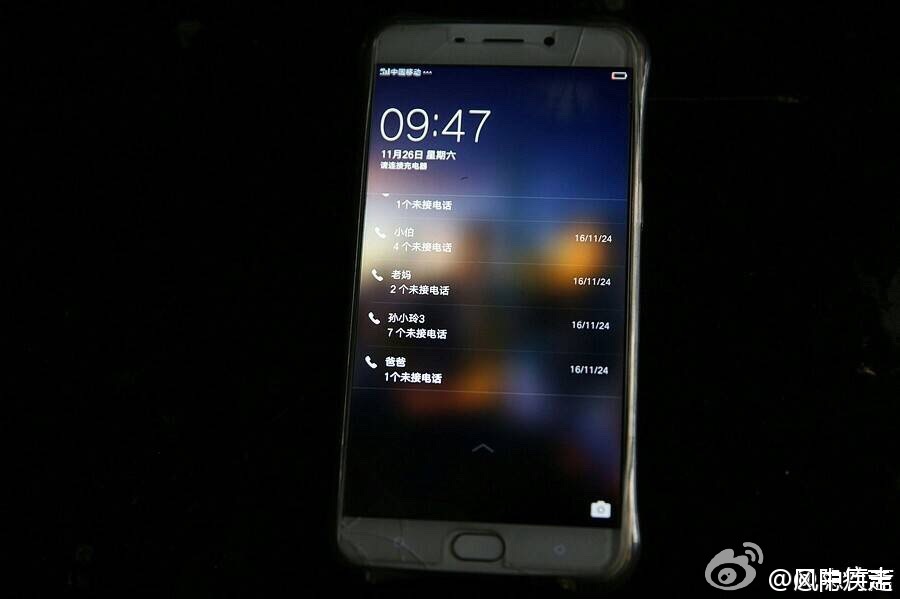 中国移动
09:47
11月26日 星期六
请连接充电器
1个未接电话
小伯
4个未接电话
16/11/24
老妈
2个未接电话
16/11/24
孙小玲3
7个未接电话
16/11/24
爸爸
1个未接电话
16/11/24